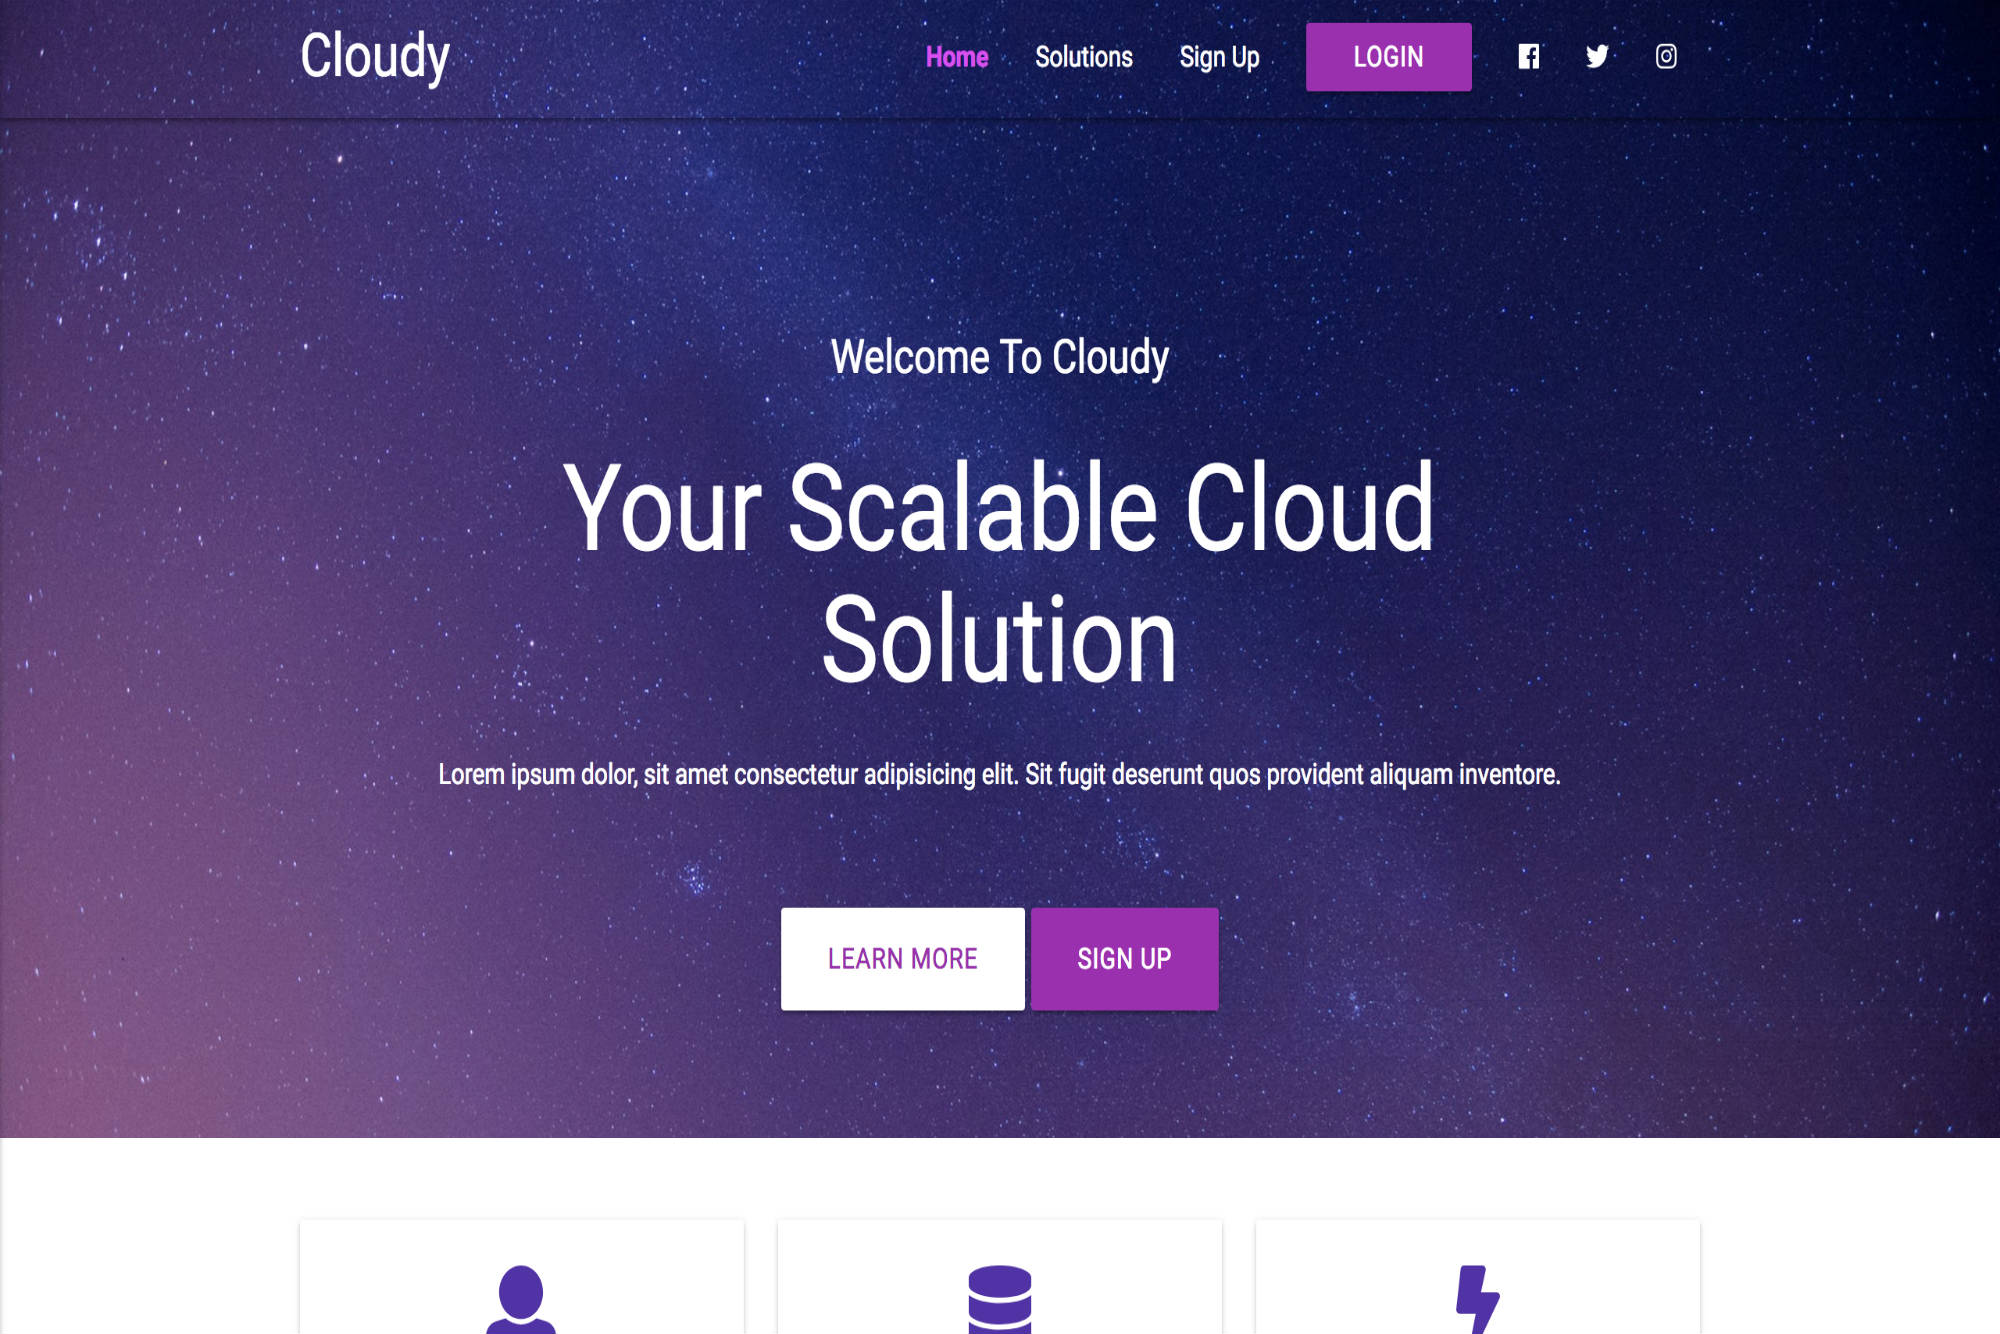 Cloudy
Home Solutions Sign Up LOGIN
Welcome To Cloudy
Your Scalable Cloud
Solution
Lorem ipsum dolor, sit amet consectetur adipisicing elit. Sit fugit deserunt quos provident aliquam inventore.
LEARN MORE SIGN UP